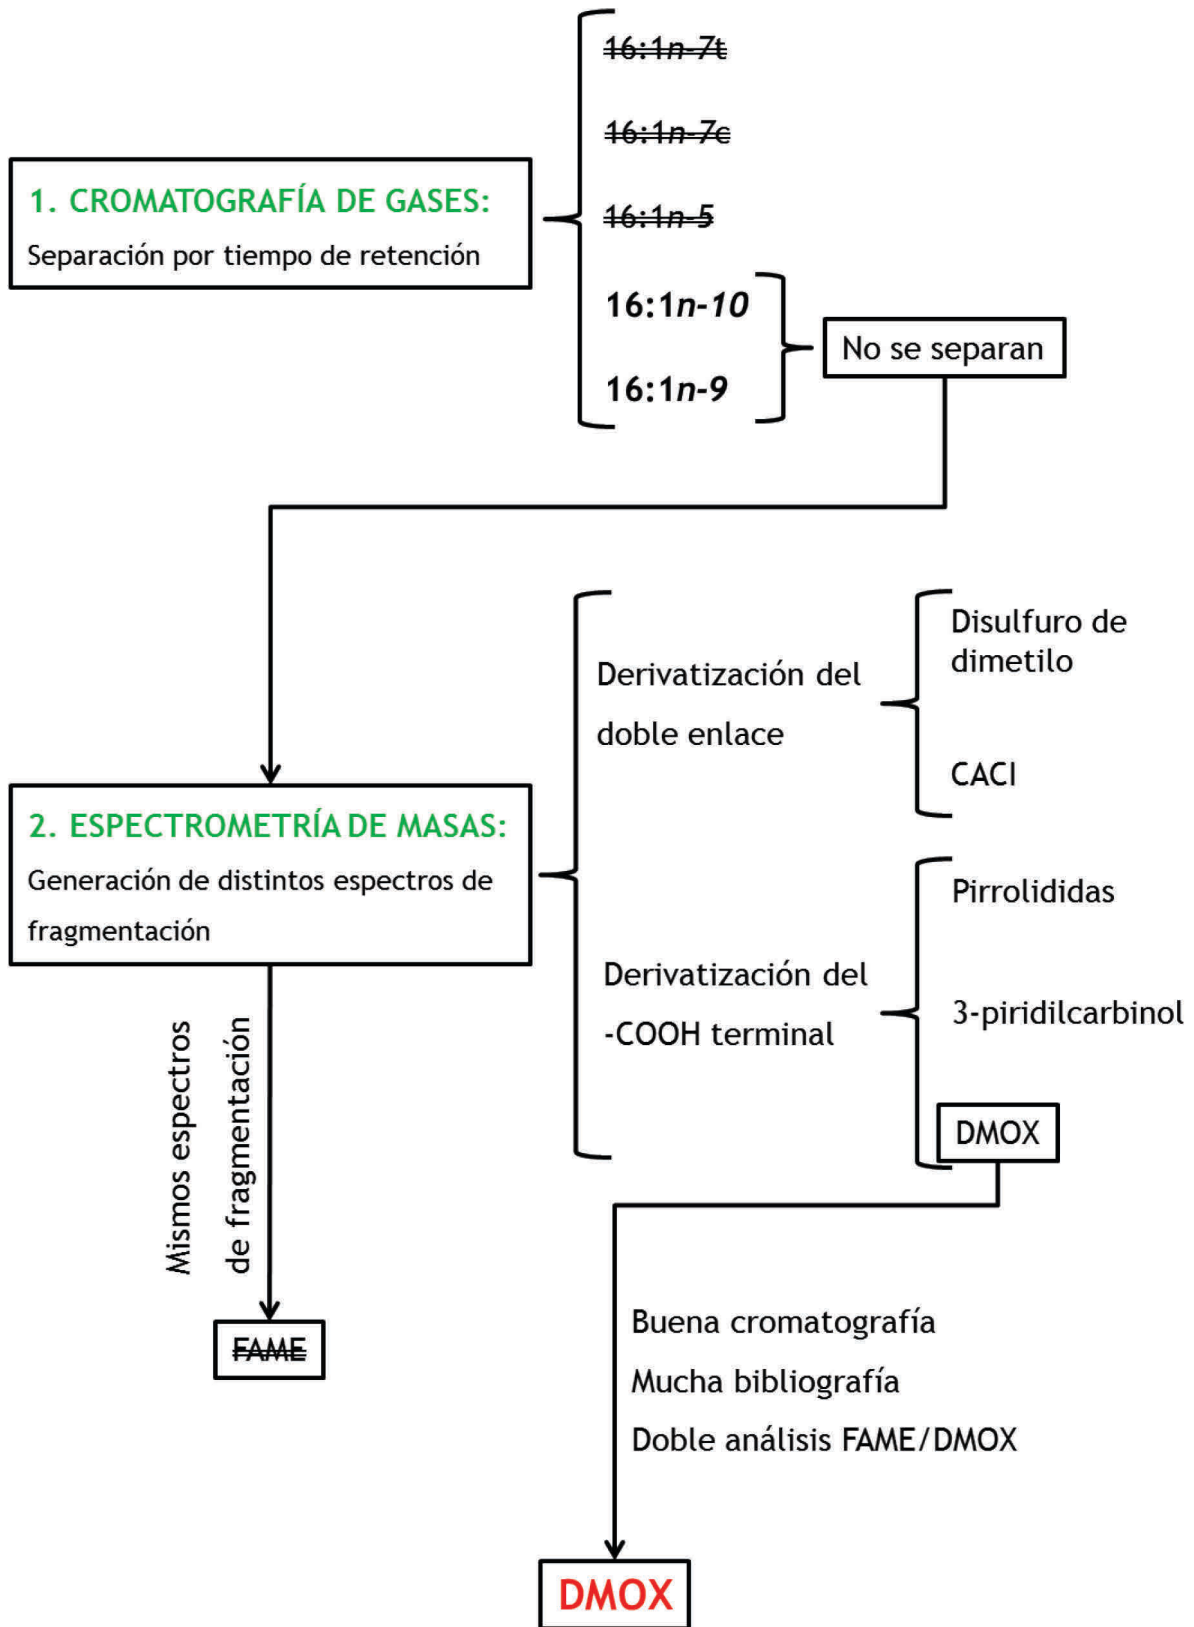 16:1n-7t
16:1n-7c
16:1n-5
16:1n-10
16:1n-9
1. CROMATOGRAFÍA DE GASES:
Separación por tiempo de retención
No se separan
2. ESPECTROMETRÍA DE MASAS:
Generación de distintos espectros de
fragmentación
Derivatización del
doble enlace
Disulfuro de
dimetilo
CACI
Derivatización del
-COOH terminal
Pirrolididas
3-piridilcarbinol
DMOX
Mismos espectros
de fragmentación
FAME
Buena cromatografía
Mucha bibliografía
Doble análisis FAME/DMOX
DMOX